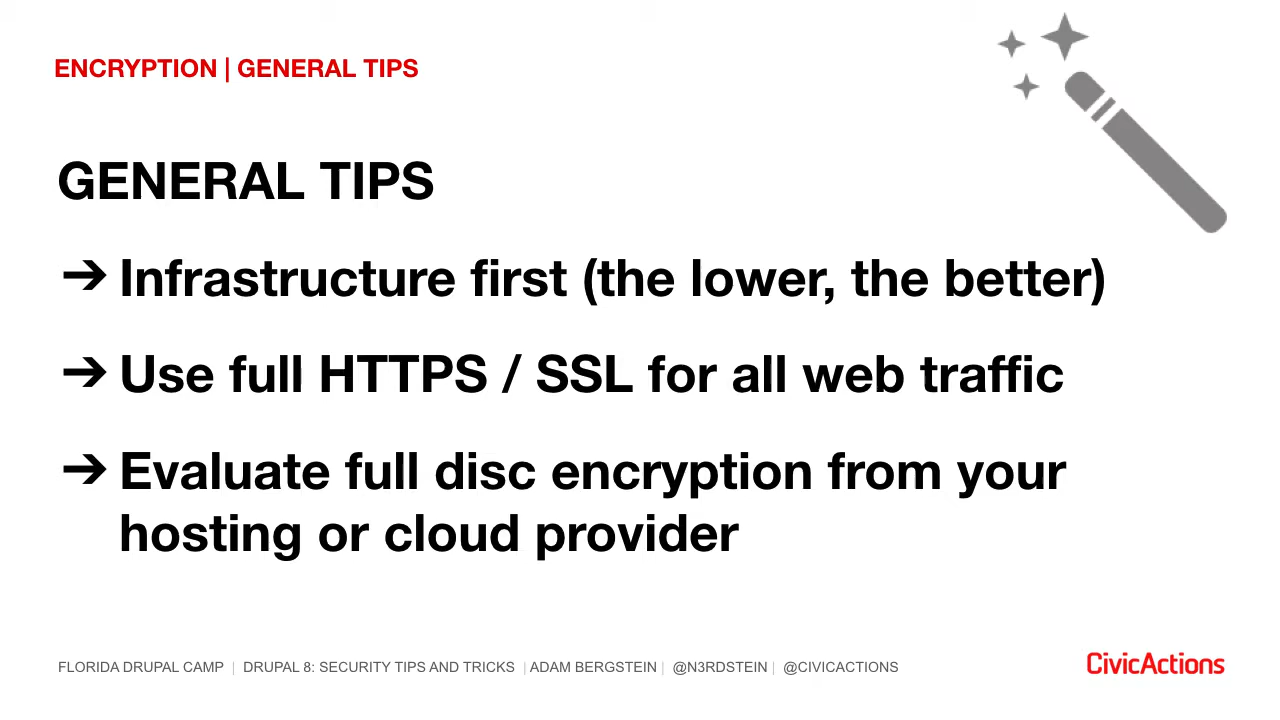 ENCRYPTION | GENERAL TIPS
GENERAL TIPS
➔ Infrastructure first (the lower, the better)
➔ Use full HTTPS / SSL for all web traffic
➔ Evaluate full disc encryption from your
hosting or cloud provider
FLORIDA DRUPAL CAMP | DRUPAL 8: SECURITY TIPS AND TRICKS | ADAM BERGSTEIN | @N3RDSTEIN | @CIVICACTIONS
CivicActions